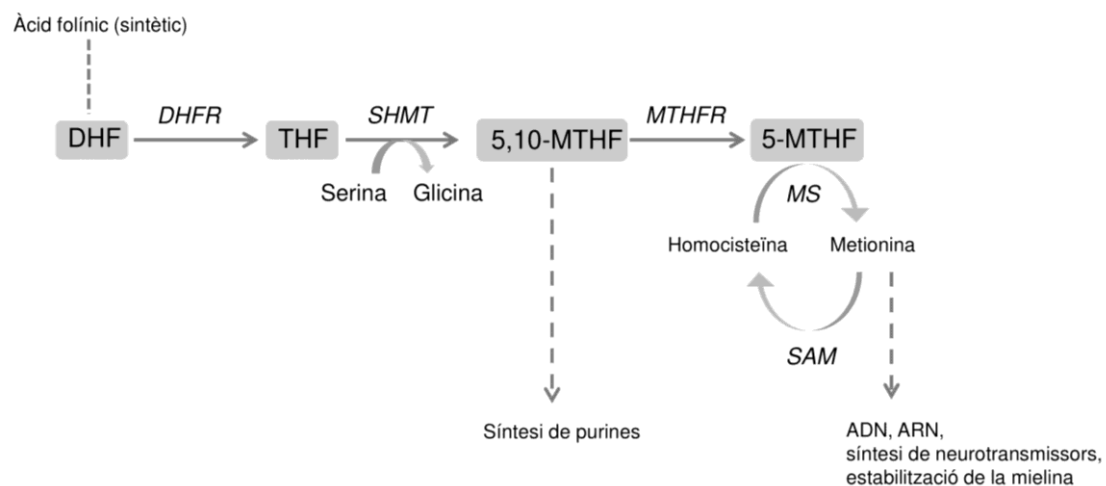 Àcid folínic (sintètic)
DHFR
SHMT
MTHFR
DHF
THF
5,10-MTHF
5-MTHF
Serina
Glicina
MS
Homocisteïna
Metionina
SAM
Síntesi de purines
ADN, ARN,
síntesi de neurotransmissors,
estabilització de la mielina